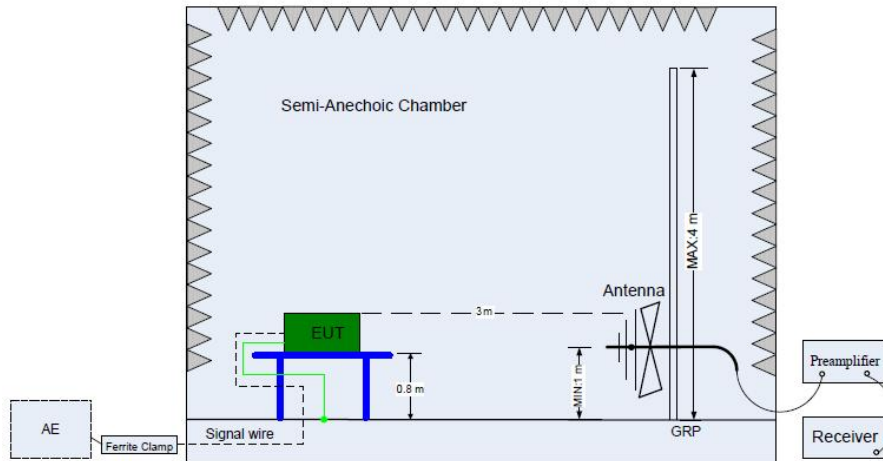 Semi-Anechoic Chamber
MAX:4 m
Antenna
3 m
EUT
MIN:1 m
0.8 m
Preamplifier
AE
Ferrite Clamp
Signal wire
GRP
Receiver